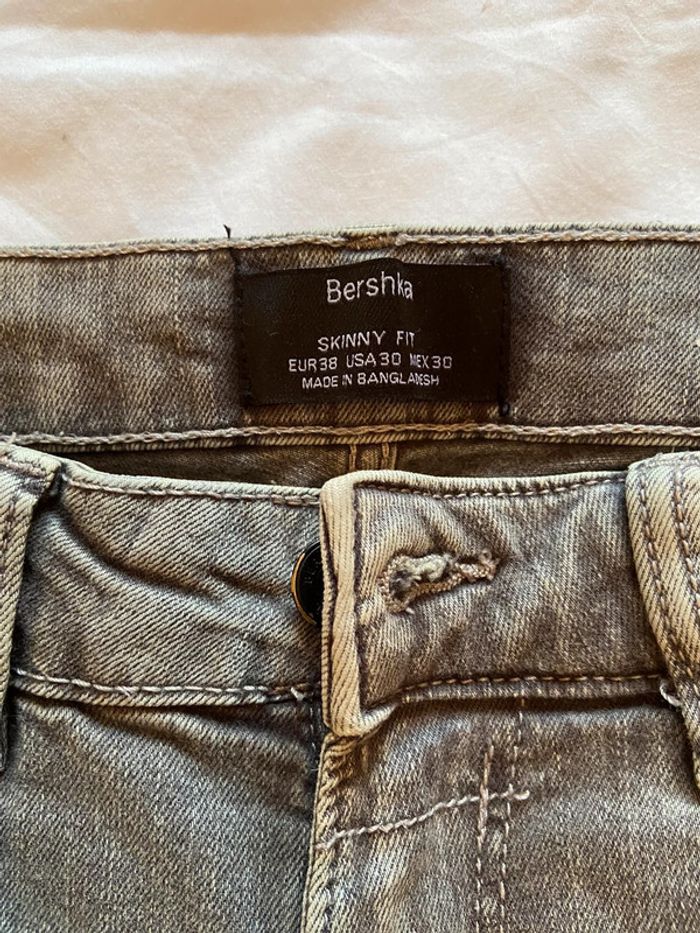 Bershka
SKINNY FIT
EUR38 USA30 MEX30
MADE IN BANGLADESH